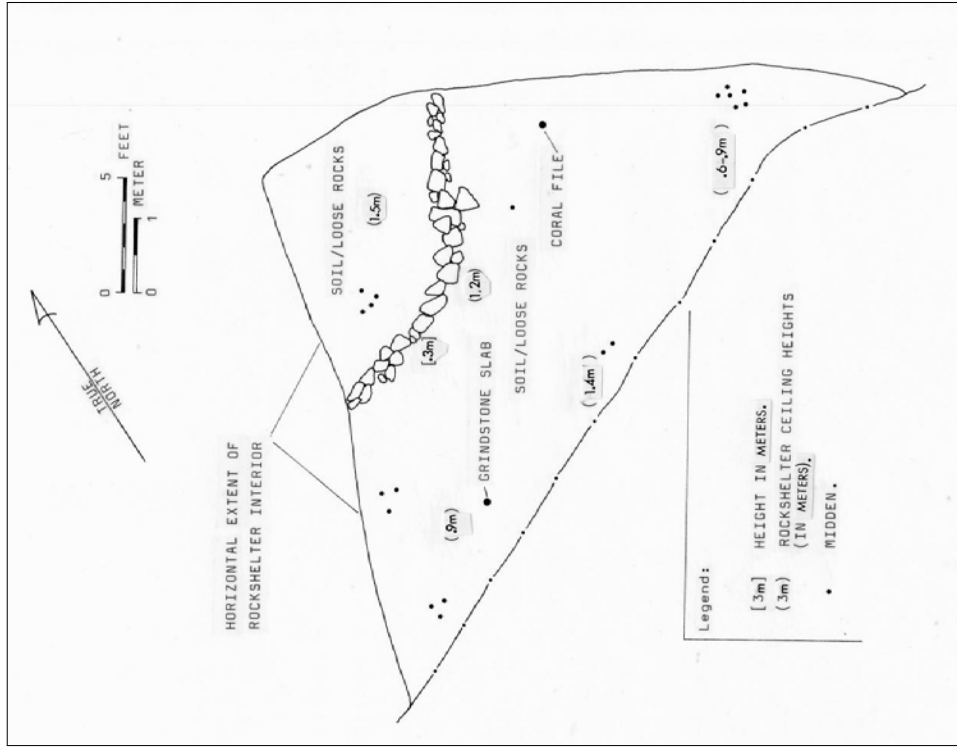 TRUE
NORTH
0 5 FEET
0 1 METER
HORIZONTAL EXTENT OF
ROCKSHELTER INTERIOR
SOIL/LOOSE ROCKS
(1.5m)
[.3m]
(1.2m)
(.9m)
GRINDSTONE SLAB
SOIL/LOOSE ROCKS
CORAL FILE
(1.4m)
(.6-.9m)
Legend:
[3m] HEIGHT IN METERS.
(3m) ROCKSHELTER CEILING HEIGHTS
(IN METERS).
• MIDDEN.